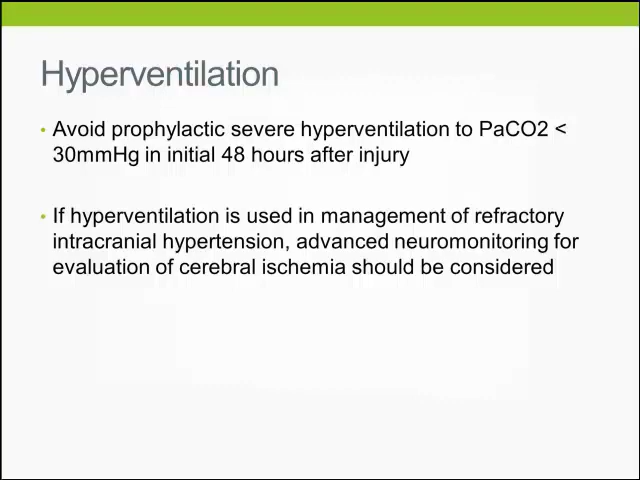 Hyperventilation
• Avoid prophylactic severe hyperventilation to PaCO2 <
30mmHg in initial 48 hours after injury
• If hyperventilation is used in management of refractory
intracranial hypertension, advanced neuromonitoring for
evaluation of cerebral ischemia should be considered